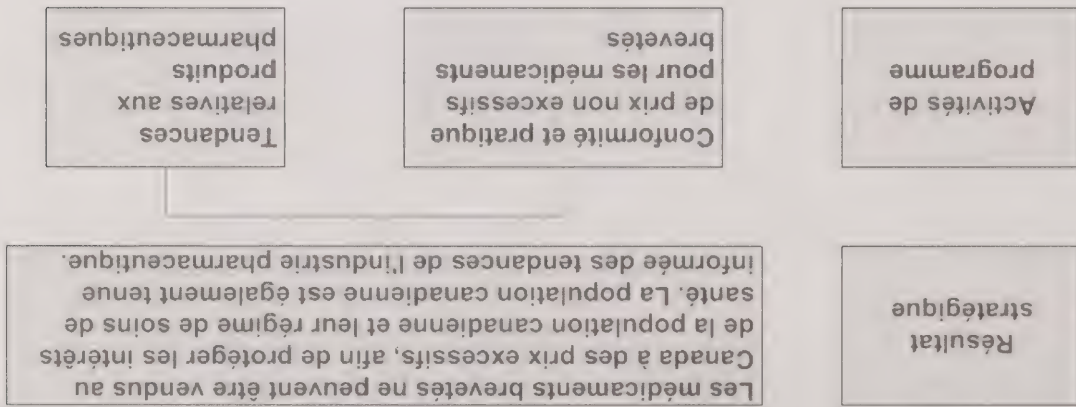 Résultat
stratégique
Les médicaments brevetés ne peuvent être vendus au
Canada à des prix excessifs, afin de protéger les intérêts
de la population canadienne et leur régime de soins de
santé. La population canadienne est également tenue
informée des tendances de l'industrie pharmaceutique.
Activités de
programme
Conformité et pratique
de prix non excessifs
pour les médicaments
brevetés
Tendances
relatives aux
produits
pharmaceutiques